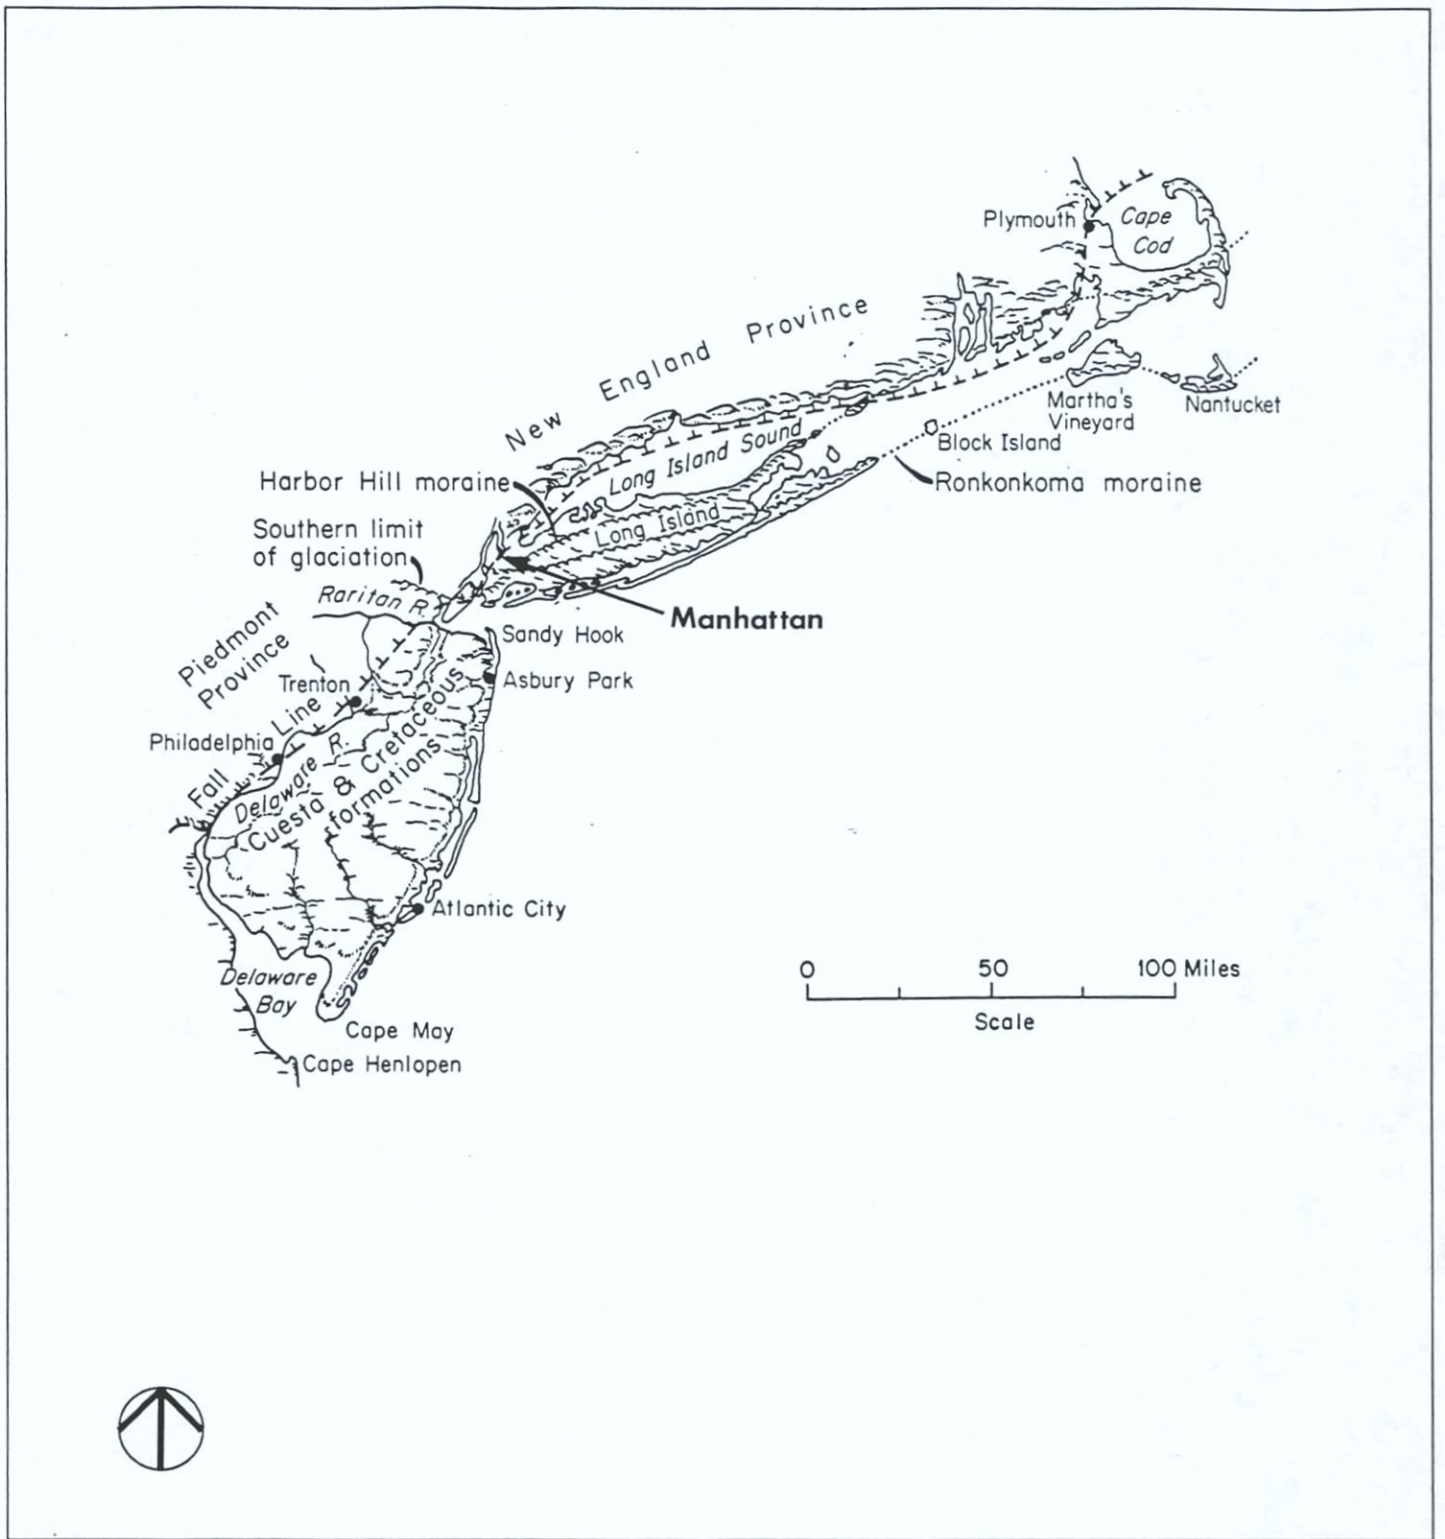 Plymouth
Cape
Cod
New England Province
Martha's
Vineyard
Nantucket
Block Island
Long Island Sound
Harbor Hill moraine
Ronkonkoma moraine
Long Island
Southern limit
of glaciation
Raritan R.
Manhattan
Sandy Hook
Piedmont
Province
Trenton
Asbury Park
Fall Line
Philadelphia
Delaware R.
Cuesta & Cretaceous
formations
Atlantic City
Delaware
Bay
Cape May
Cape Henlopen
0 50 100 Miles
Scale